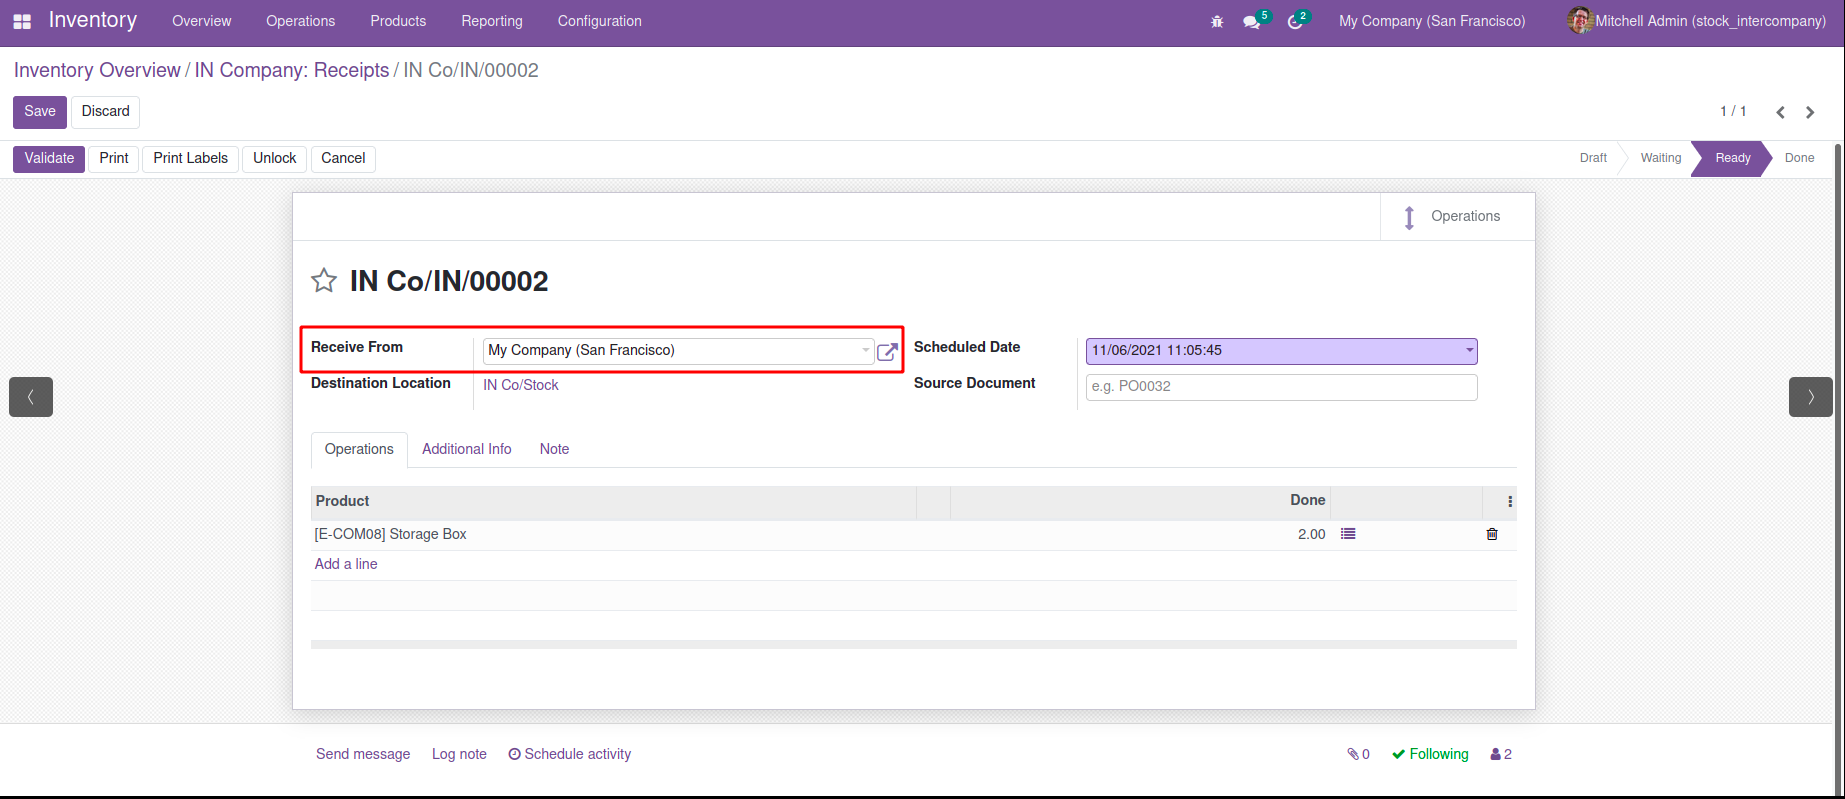 Inventory Overview Operations Products Reporting Configuration 5 2 My Company (San Francisco) Mitchell Admin (stock_intercompany)
Inventory Overview / IN Company: Receipts / IN Co/IN/00002
Save Discard 1 / 1
Validate Print Print Labels Unlock Cancel Draft Waiting Ready Done
Operations
IN Co/IN/00002
Receive From My Company (San Francisco) Scheduled Date 11/06/2021 11:05:45
Destination Location IN Co/Stock Source Document e.g. PO0032
Operations Additional Info Note
Product Done
[E-COM08] Storage Box 2.00
Add a line
Send message Log note Schedule activity 0 Following 2